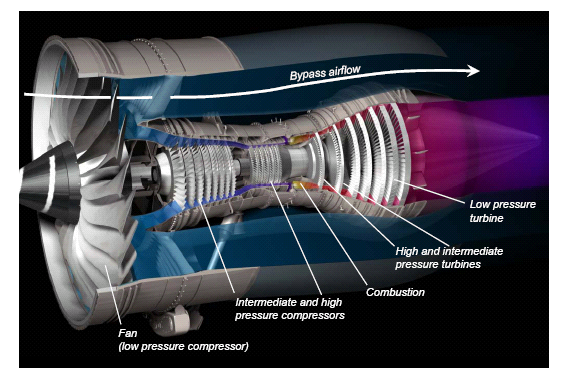 Bypass airflow
Low pressure
turbine
High and intermediate
pressure turbines
Combustion
Intermediate and high
pressure compressors
Fan
(low pressure compressor)